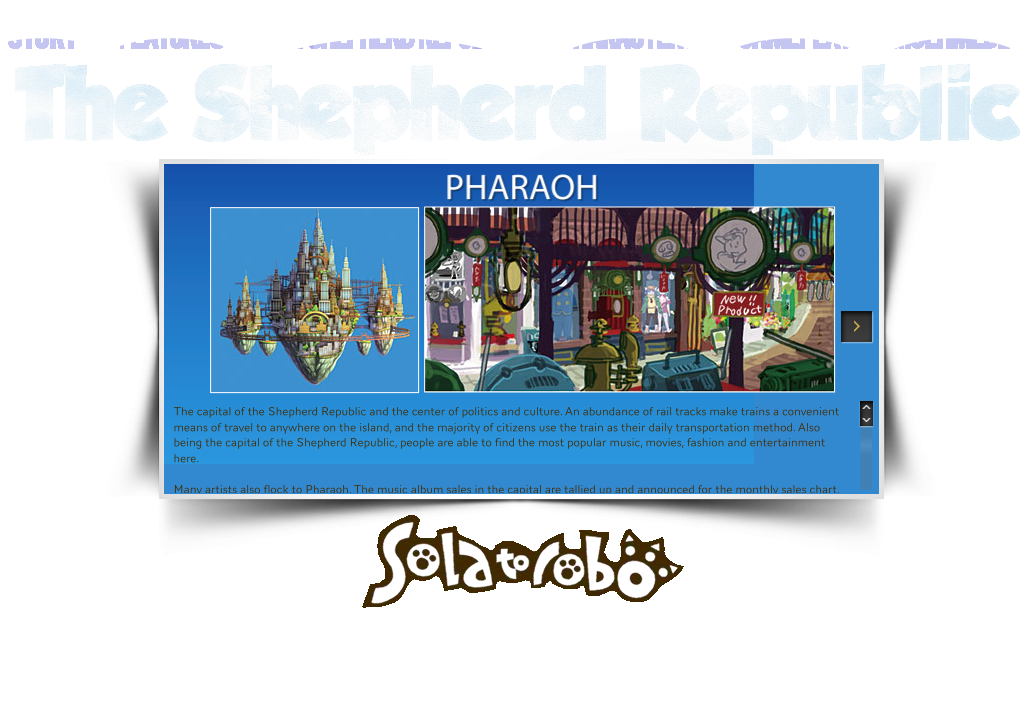 STORY FEATURES
The Shepherd Republic
PHARAOH
New!!
Product
The capital of the Shepherd Republic and the center of politics and culture. An abundance of rail tracks make trains a convenient
means of travel to anywhere on the island, and the majority of citizens use the train as their daily transportation method. Also
being the capital of the Shepherd Republic, people are able to find the most popular music, movies, fashion and entertainment
here.
Many artists also flock to Pharaoh. The music album sales in the capital are tallied up and announced for the monthly sales chart.
Solatorobo